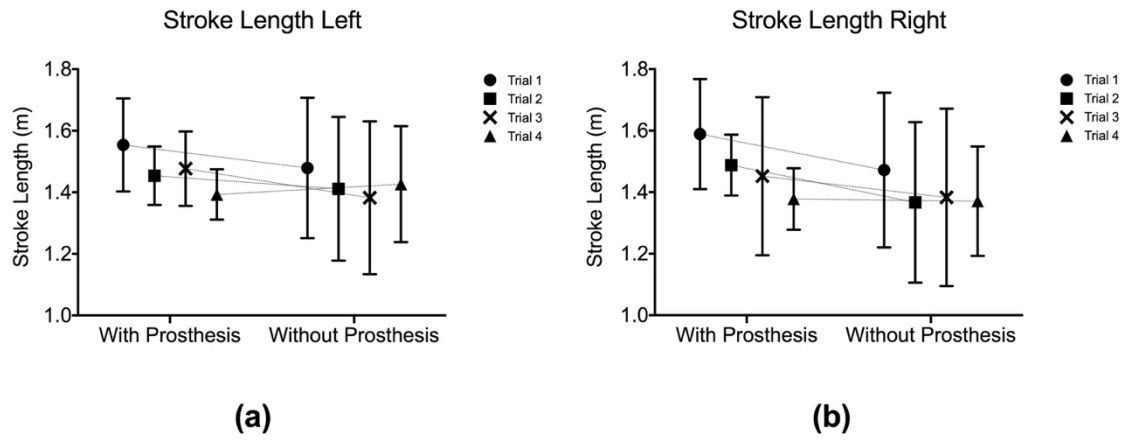 Stroke Length Left
Stroke Length (m)
1.8
1.6
1.4
1.2
1.0
With Prosthesis
Without Prosthesis
Trial 1
Trial 2
Trial 3
Trial 4
(a)
Stroke Length Right
Stroke Length (m)
1.8
1.6
1.4
1.2
1.0
With Prosthesis
Without Prosthesis
Trial 1
Trial 2
Trial 3
Trial 4
(b)